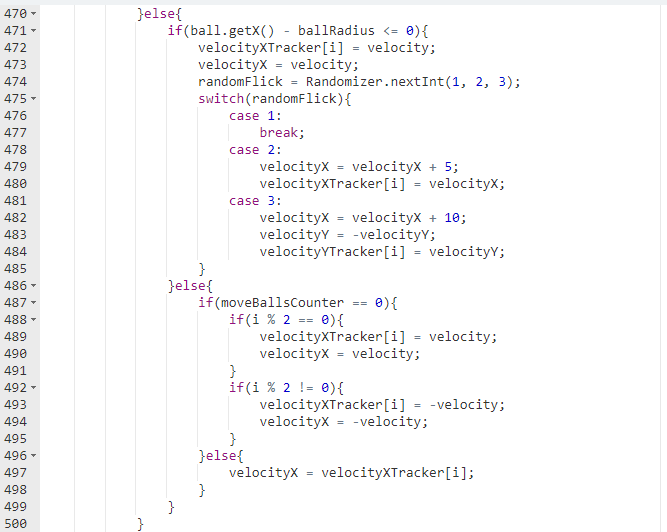 470 }else{
471 if(ball.getX() - ballRadius <= 0){
472 velocityXTracker[i] = velocity;
473 velocityX = velocity;
474 randomFlick = Randomizer.nextInt(1, 2, 3);
475 switch(randomFlick){
476 case 1:
477 break;
478 case 2:
479 velocityX = velocityX + 5;
480 velocityXTracker[i] = velocityX;
481 case 3:
482 velocityX = velocityX + 10;
483 velocityY = -velocityY;
484 velocityYTracker[i] = velocityY;
485 }
486 }else{
487 if(moveBallsCounter == 0){
488 if(i % 2 == 0){
489 velocityXTracker[i] = velocity;
490 velocityX = velocity;
491 }
492 if(i % 2 != 0){
493 velocityXTracker[i] = -velocity;
494 velocityX = -velocity;
495 }
496 }else{
497 velocityX = velocityXTracker[i];
498 }
499 }
500 }